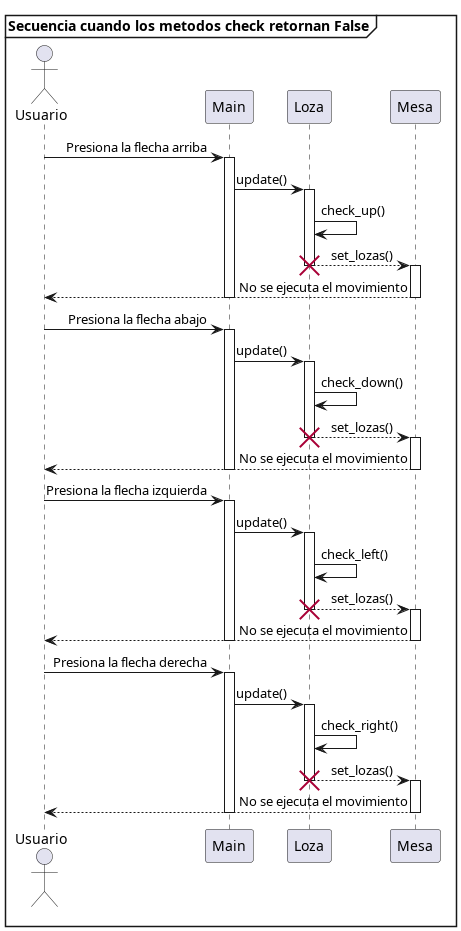 Secuencia cuando los metodos check retornan False
Usuario
Main
Loza
Mesa
Presiona la flecha arriba
update()
check_up()
set_lozas()
No se ejecuta el movimiento
Presiona la flecha abajo
update()
check_down()
set_lozas()
No se ejecuta el movimiento
Presiona la flecha izquierda
update()
check_left()
set_lozas()
No se ejecuta el movimiento
Presiona la flecha derecha
update()
check_right()
set_lozas()
No se ejecuta el movimiento
Usuario
Main
Loza
Mesa